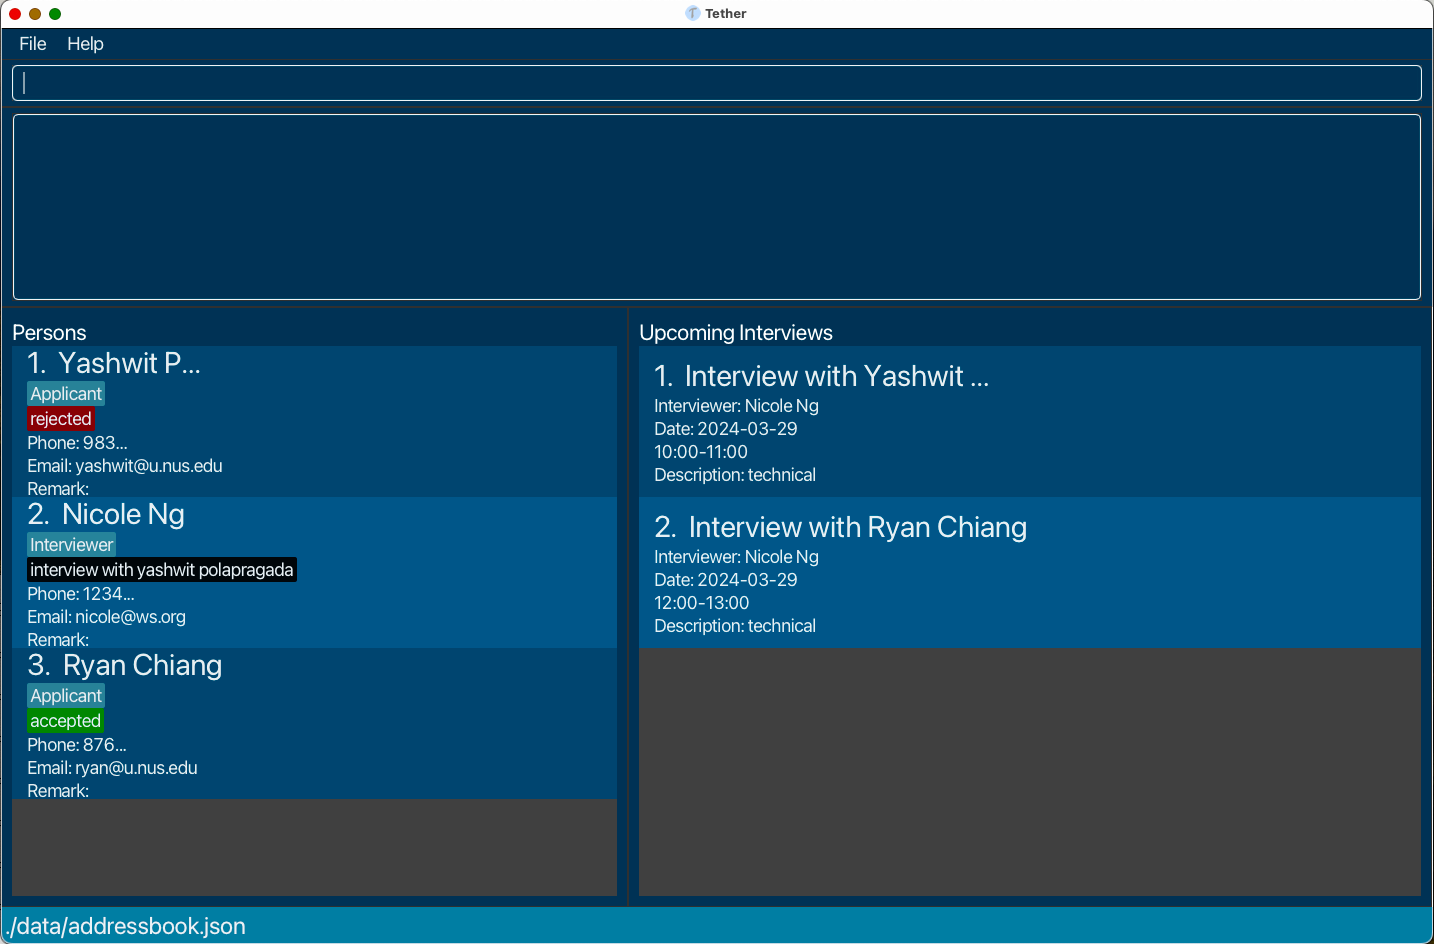 Tether
File Help
Persons
1. Yashwit P...
Applicant
rejected
Phone: 983...
Email: yashwit@u.nus.edu
Remark:
2. Nicole Ng
Interviewer
interview with yashwit polapragada
Phone: 1234...
Email: nicole@ws.org
Remark:
3. Ryan Chiang
Applicant
accepted
Phone: 876...
Email: ryan@u.nus.edu
Remark:
Upcoming Interviews
1. Interview with Yashwit ...
Interviewer: Nicole Ng
Date: 2024-03-29
10:00-11:00
Description: technical
2. Interview with Ryan Chiang
Interviewer: Nicole Ng
Date: 2024-03-29
12:00-13:00
Description: technical
./data/addressbook.json